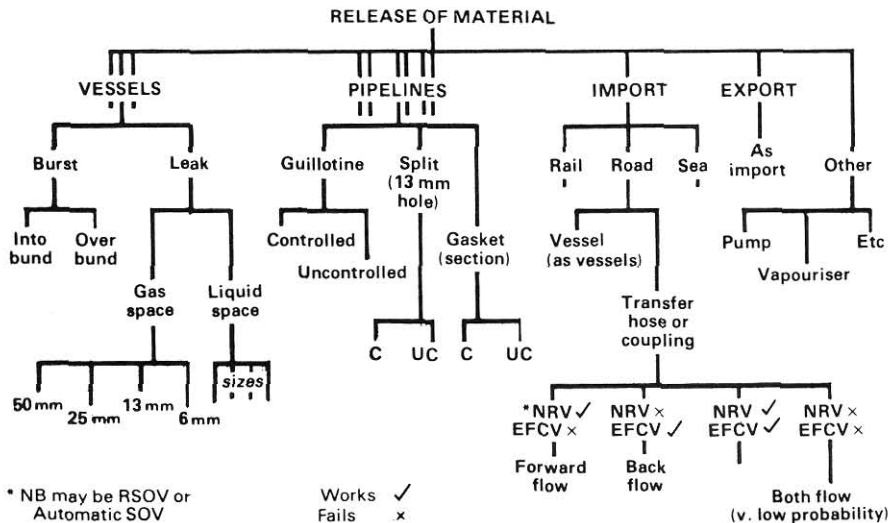 RELEASE OF MATERIAL
VESSELS
PIPELINES
IMPORT
EXPORT
Burst
Leak
Guillotine
Split
(13 mm
hole)
Rail
Road
Sea
As
import
Other
Into
bund
Over
bund
Controlled
Uncontrolled
Gasket
(section)
Vessel
(as vessels)
Pump
Vapouriser
Etc
Gas
space
Liquid
space
Transfer
hose or
coupling
C
UC
C
UC
sizes
50 mm
25 mm
13 mm
6 mm
*NRV ✓
EFCV ×
NRV ×
EFCV ✓
NRV ✓
EFCV ✓
NRV ×
EFCV ×
Forward
flow
Back
flow
Both flow
(v. low probability)
* NB may be RSOV or
Automatic SOV
Works ✓
Fails ×